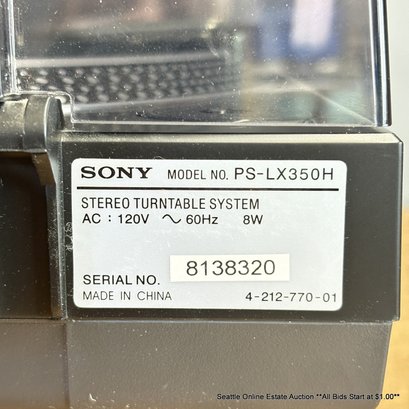 SONY MODEL NO. PS-LX350H
STEREO TURNTABLE SYSTEM
AC : 120V ∿ 60Hz 8W
SERIAL NO. 8138320
MADE IN CHINA 4-212-770-01
Seattle Online Estate Auction **All Bids Start at $1.00**